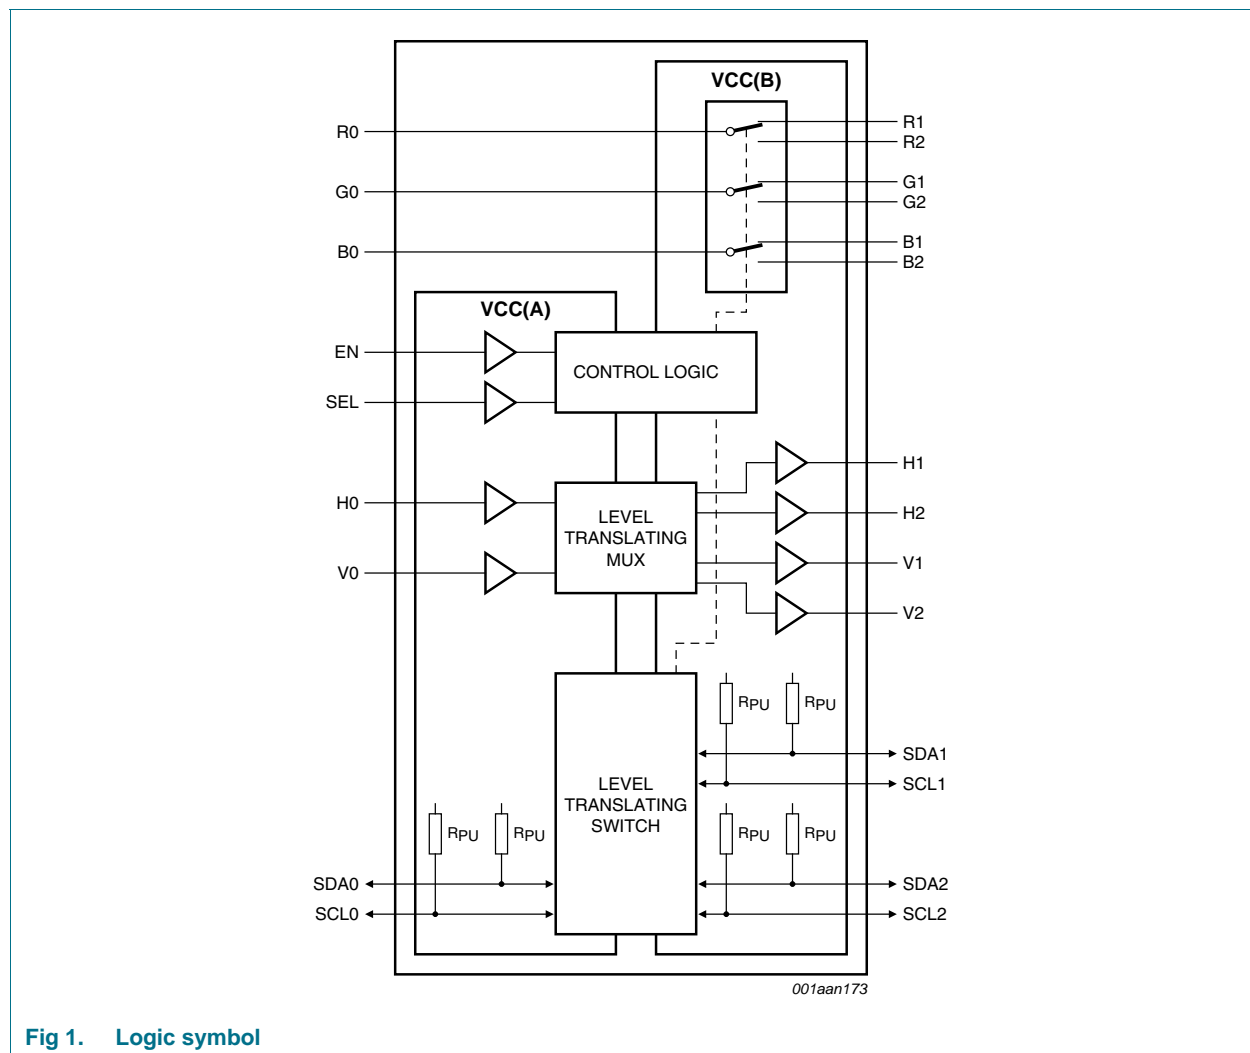 VCC(B)
R0
R1
R2
G0
G1
G2
B0
B1
B2
VCC(A)
EN
CONTROL LOGIC
SEL
H0
LEVEL
TRANSLATING
MUX
H1
H2
V0
V1
V2
RPU
RPU
SDA1
SCL1
LEVEL
TRANSLATING
SWITCH
RPU
RPU
RPU
RPU
SDA0
SDA2
SCL0
SCL2
001aan173
Fig 1. Logic symbol